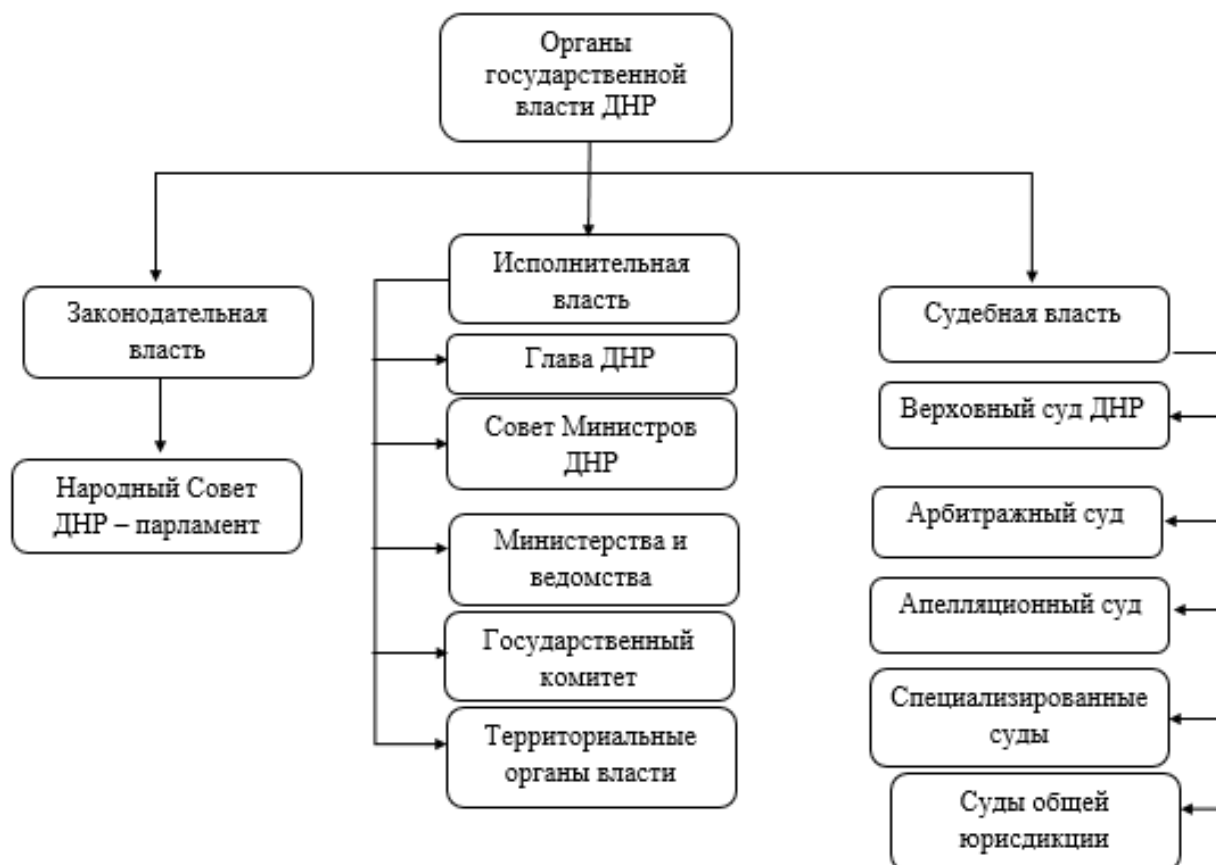 Органы
государственной
власти ДНР
Законодательная
власть
Народный Совет
ДНР – парламент
Исполнительная
власть
Глава ДНР
Совет Министров
ДНР
Министерства и
ведомства
Государственный
комитет
Территориальные
органы власти
Судебная власть
Верховный суд ДНР
Арбитражный суд
Апелляционный суд
Специализированные
суды
Суды общей
юрисдикции